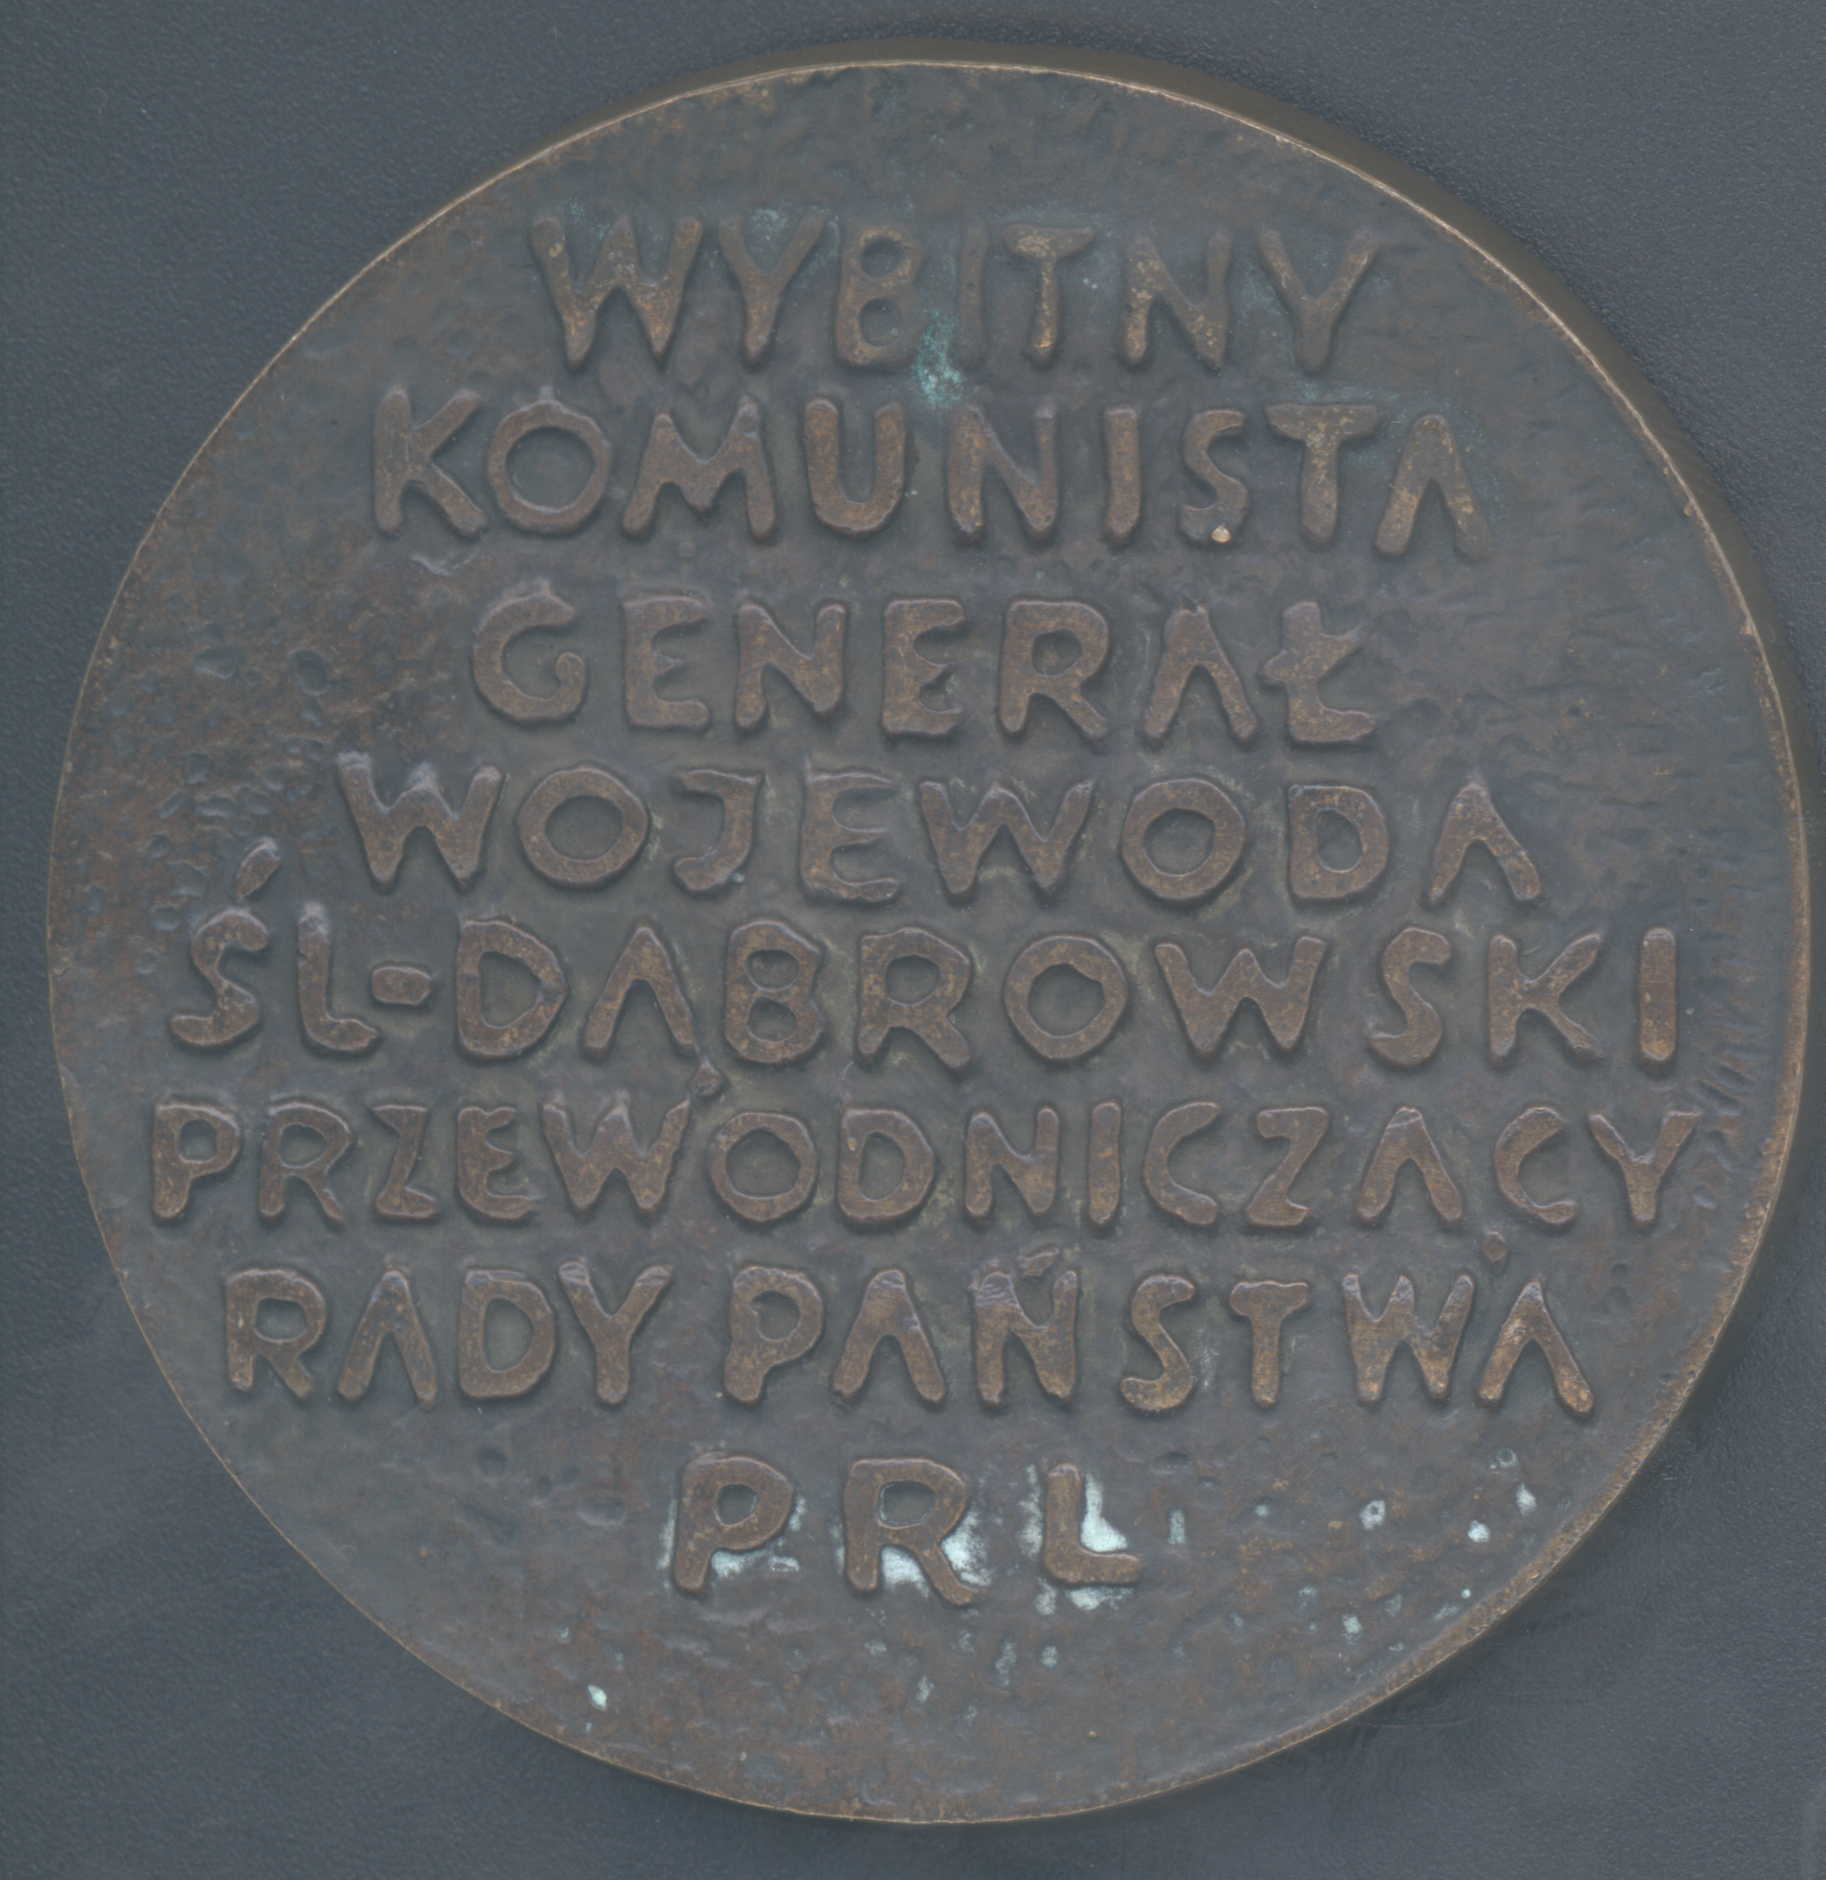 WYBITNY
KOMUNISTA
GENERAŁ
WOJEWODA
ŚL-DĄBROWSKI
PRZEWODNICZĄCY
RADY PAŃSTWA
PRL